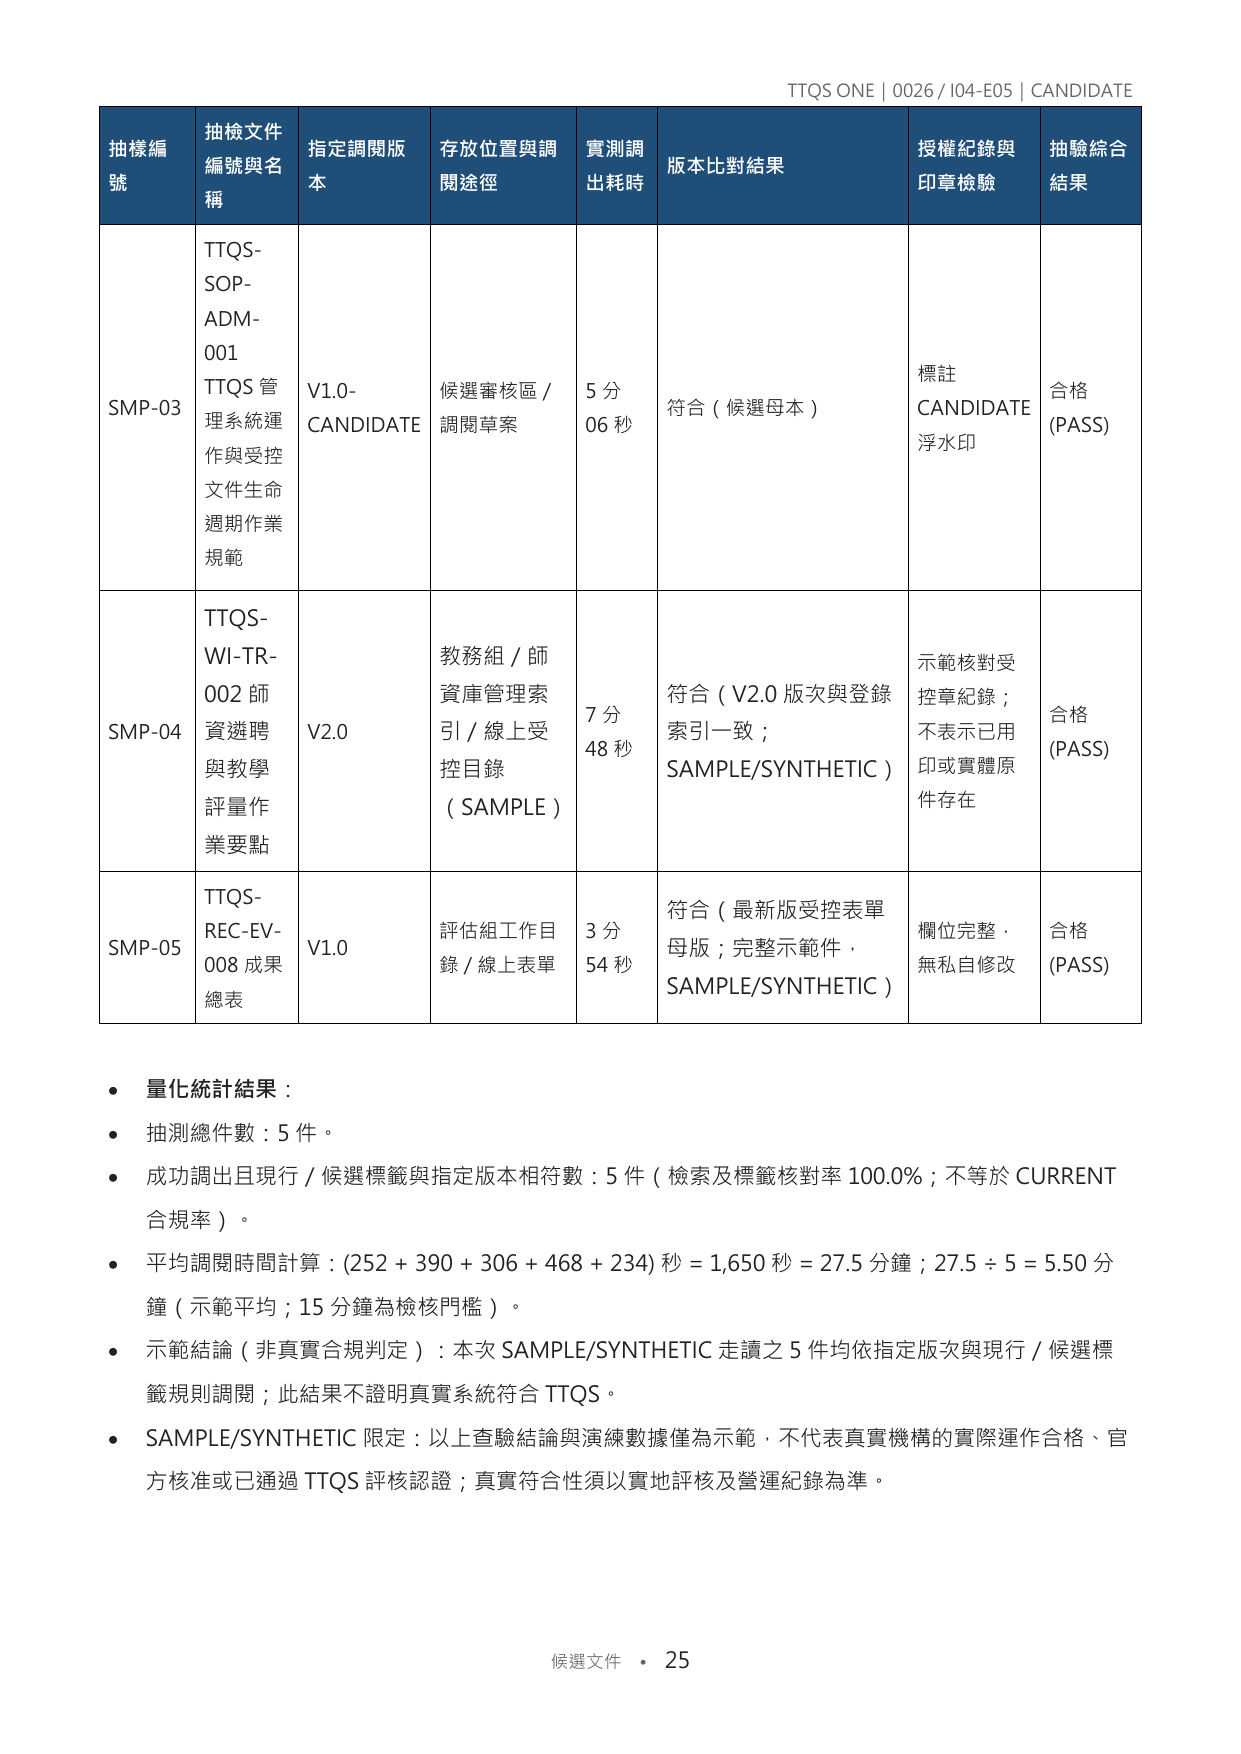 TTQS ONE | 0026 / I04-E05 | CANDIDATE
抽樣編
號
抽檢文件
編號與名
稱
指定調閱版
本
存放位置與調
閱途徑
實測調
出耗時
版本比對結果
授權紀錄與
印章檢驗
抽驗綜合
結果
SMP-03
TTQS-
SOP-
ADM-
001
TTQS 管
理系統運
作與受控
文件生命
週期作業
規範
V1.0-
CANDIDATE
候選審核區 /
調閱草案
5 分
06 秒
符合（候選母本）
標註
CANDIDATE
浮水印
合格
(PASS)
SMP-04
TTQS-
WI-TR-
002 師
資遴聘
與教學
評量作
業要點
V2.0
教務組 / 師
資庫管理索
引 / 線上受
控目錄
（SAMPLE）
7 分
48 秒
符合（V2.0 版次與登錄
索引一致；
SAMPLE/SYNTHETIC）
示範核對受
控章紀錄；
不表示已用
印或實體原
件存在
合格
(PASS)
SMP-05
TTQS-
REC-EV-
008 成果
總表
V1.0
評估組工作目
錄 / 線上表單
3 分
54 秒
符合（最新版受控表單
母版；完整示範件，
SAMPLE/SYNTHETIC）
欄位完整，
無私自修改
合格
(PASS)
• 量化統計結果：
• 抽測總件數：5 件。
• 成功調出且現行 / 候選標籤與指定版本相符數：5 件（檢索及標籤核對率 100.0%；不等於 CURRENT
合規率）。
• 平均調閱時間計算：(252 + 390 + 306 + 468 + 234) 秒 = 1,650 秒 = 27.5 分鐘；27.5 ÷ 5 = 5.50 分
鐘（示範平均；15 分鐘為檢核門檻）。
• 示範結論（非真實合規判定）：本次 SAMPLE/SYNTHETIC 走讀之 5 件均依指定版次與現行 / 候選標
籤規則調閱；此結果不證明真實系統符合 TTQS。
• SAMPLE/SYNTHETIC 限定：以上查驗結論與演練數據僅為示範，不代表真實機構的實際運作合格、官
方核准或已通過 TTQS 評核認證；真實符合性須以實地評核及營運紀錄為準。
候選文件 • 25